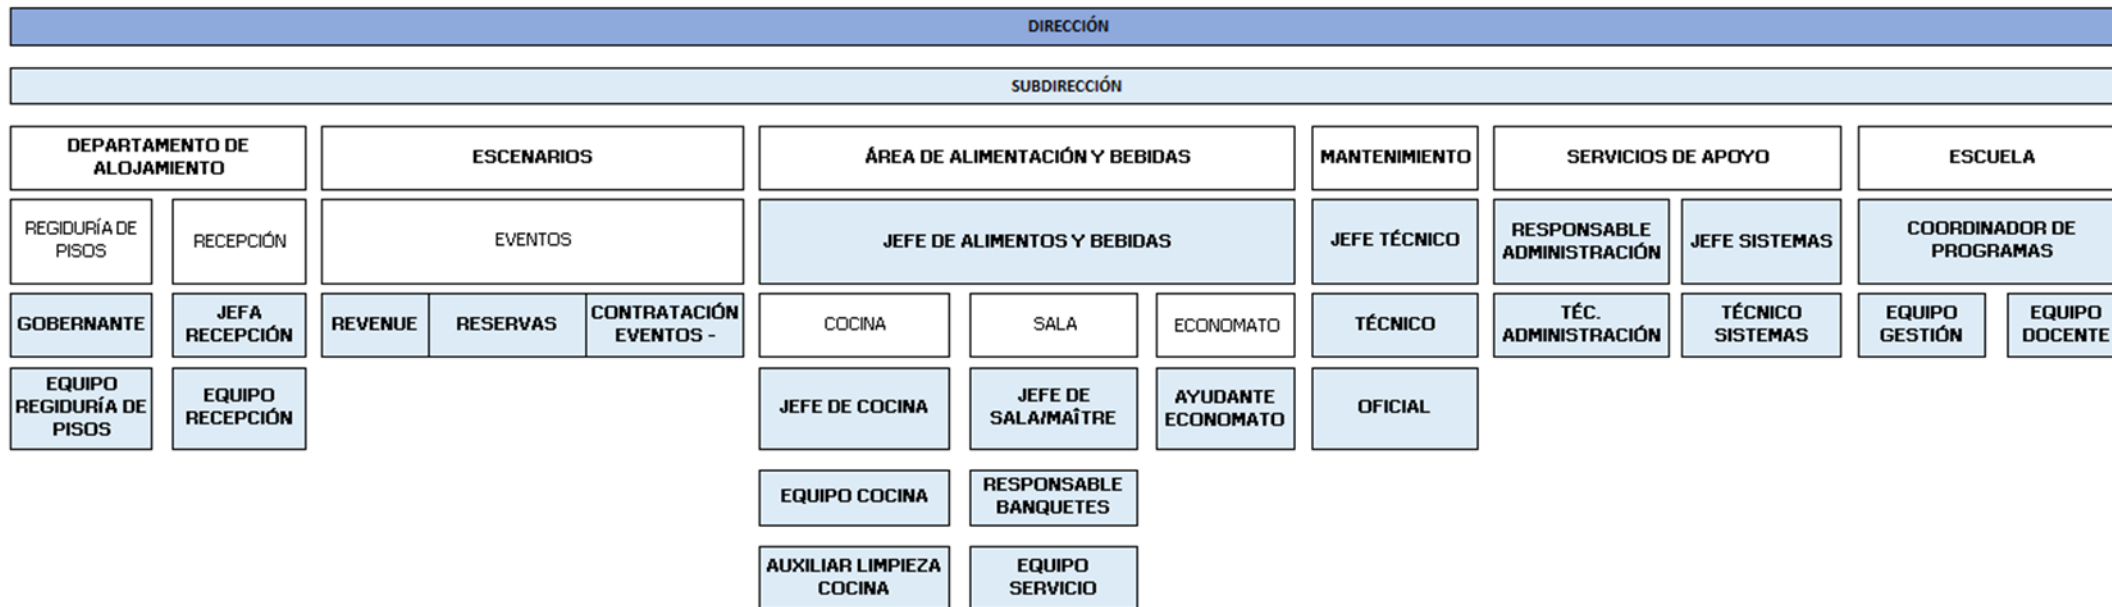 DIRECCIÓN
SUBDIRECCIÓN
DEPARTAMENTO DE
ALOJAMIENTO
ESCENARIOS
ÁREA DE ALIMENTACIÓN Y BEBIDAS
MANTENIMIENTO
SERVICIOS DE APOYO
ESCUELA
REGIDURÍA DE
PISOS
RECEPCIÓN
EVENTOS
JEFE DE ALIMENTOS Y BEBIDAS
JEFE TÉCNICO
RESPONSABLE
ADMINISTRACIÓN
JEFE SISTEMAS
COORDINADOR DE
PROGRAMAS
GOBERNANTE
JEFA
RECEPCIÓN
REVENUE
RESERVAS
CONTRATACIÓN
EVENTOS -
COCINA
SALA
ECONOMATO
TÉCNICO
TÉC.
ADMINISTRACIÓN
TÉCNICO
SISTEMAS
EQUIPO
GESTIÓN
EQUIPO
DOCENTE
EQUIPO
REGIDURÍA DE
PISOS
EQUIPO
RECEPCIÓN
JEFE DE COCINA
JEFE DE
SALA/MAÎTRE
AYUDANTE
ECONOMATO
OFICIAL
EQUIPO COCINA
RESPONSABLE
BANQUETES
AUXILIAR LIMPIEZA
COCINA
EQUIPO
SERVICIO